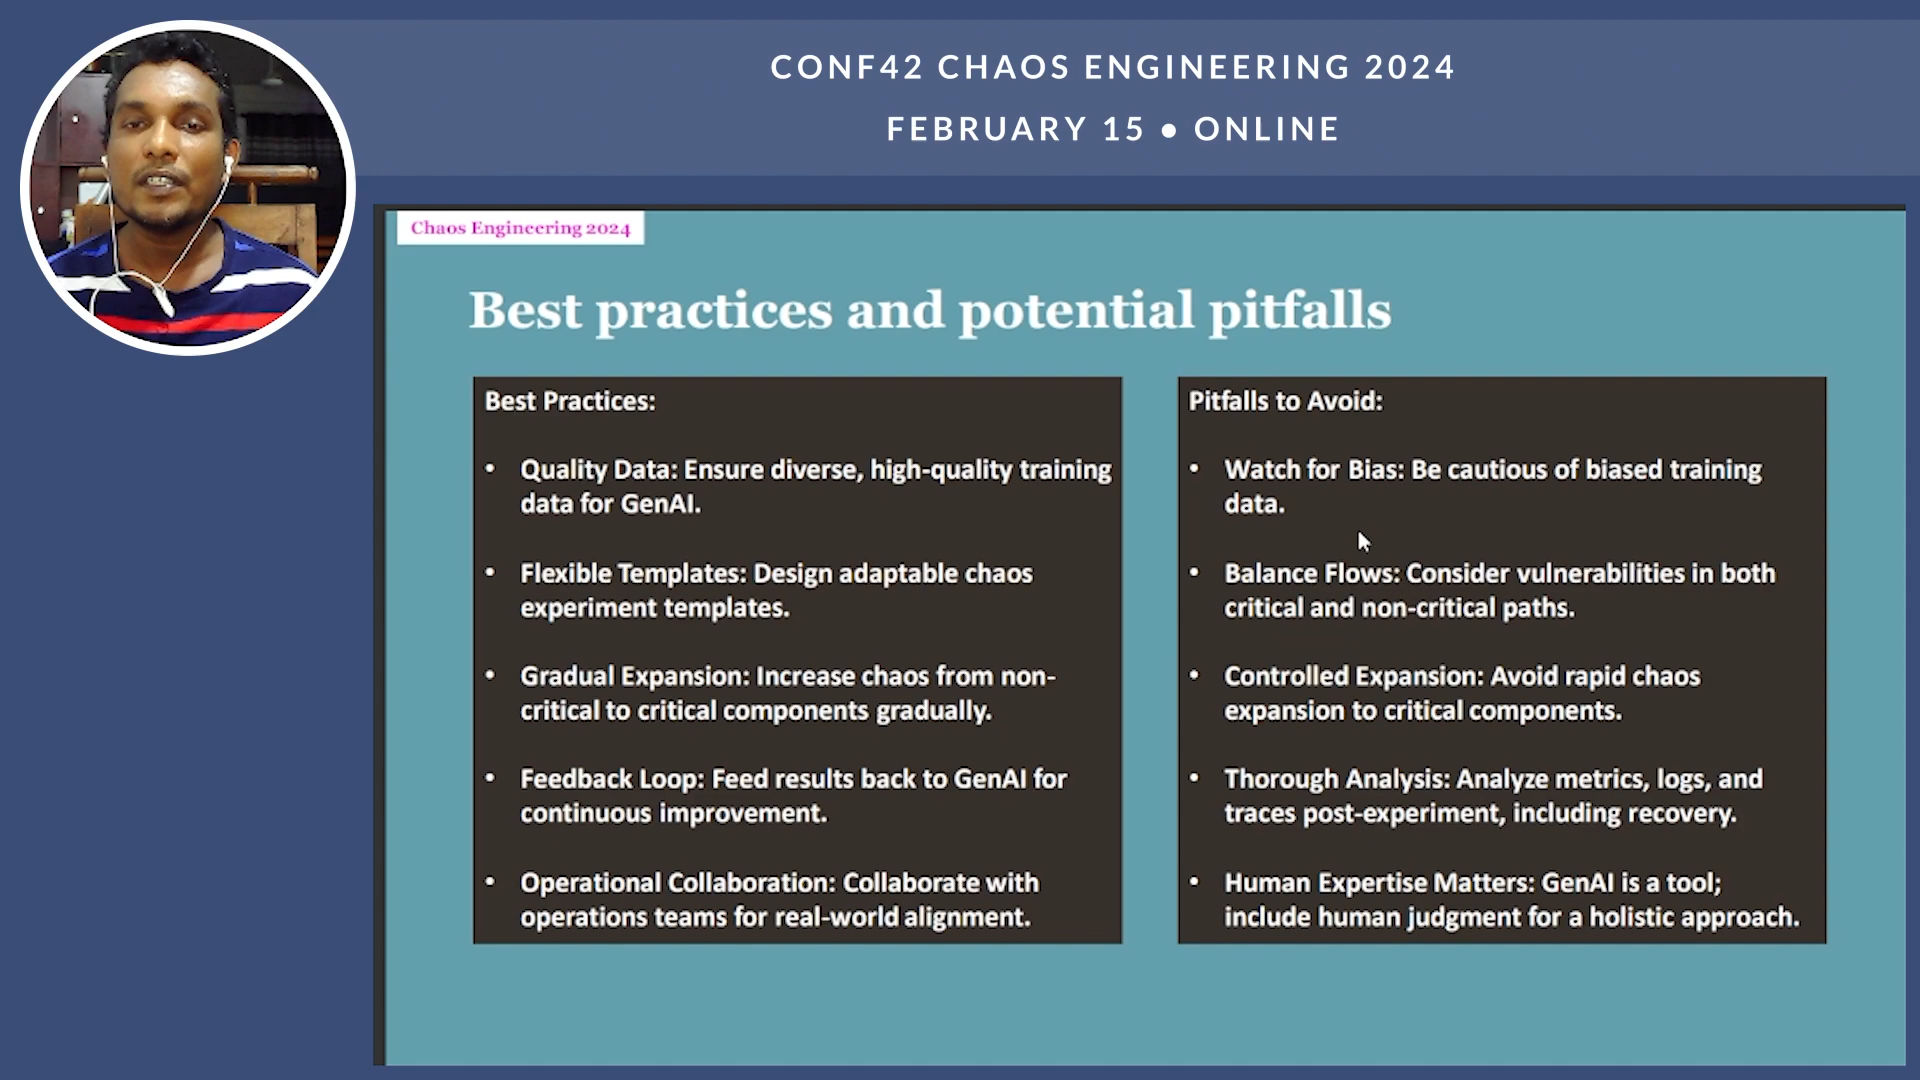 CONF42 CHAOS ENGINEERING 2024
FEBRUARY 15 • ONLINE
Chaos Engineering 2024
Best practices and potential pitfalls
Best Practices:
• Quality Data: Ensure diverse, high-quality training
data for GenAI.
• Flexible Templates: Design adaptable chaos
experiment templates.
• Gradual Expansion: Increase chaos from non-
critical to critical components gradually.
• Feedback Loop: Feed results back to GenAI for
continuous improvement.
• Operational Collaboration: Collaborate with
operations teams for real-world alignment.
Pitfalls to Avoid:
• Watch for Bias: Be cautious of biased training
data.
• Balance Flows: Consider vulnerabilities in both
critical and non-critical paths.
• Controlled Expansion: Avoid rapid chaos
expansion to critical components.
• Thorough Analysis: Analyze metrics, logs, and
traces post-experiment, including recovery.
• Human Expertise Matters: GenAI is a tool;
include human judgment for a holistic approach.